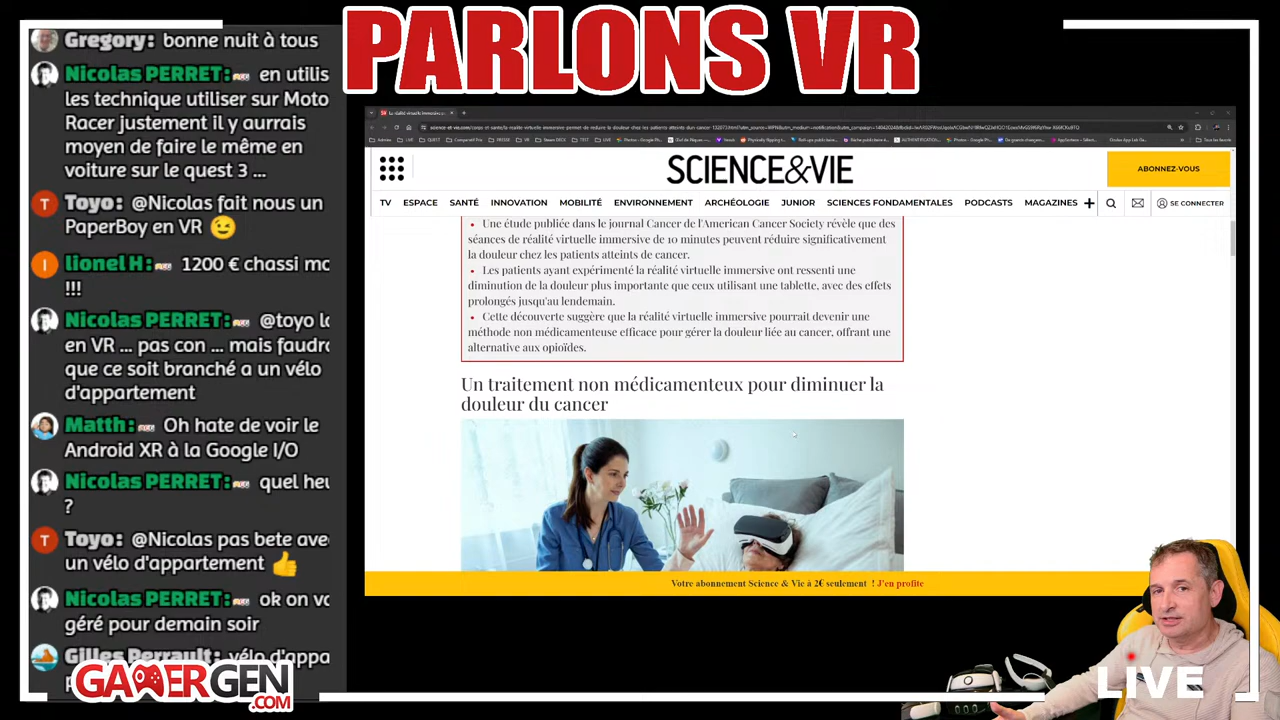 PARLONS VR
Gregory: bonne nuit à tous
Nicolas PERRET: en utilis
les technique utiliser sur Moto
Racer justement il y aurrais
moyen de faire le même en
voiture sur le quest 3 ...
Toyo: @Nicolas fait nous un
PaperBoy en VR 😉
lionel H: 1200 € chassi mo
!!!
Nicolas PERRET: @toyo lo
en VR ... pas con ... mais faudra
que ce soit branché a un vélo
d'appartement
Matth: Oh hate de voir le
Android XR à la Google I/O
Nicolas PERRET: quel heu
?
Toyo: @Nicolas pas bete ave
un vélo d'appartement 👍
Nicolas PERRET: ok on va
géré pour demain soir
Gilles Perrault: vélo d'appa
GAMERGEN
.COM
SCIENCE&VIE
ABONNEZ-VOUS
TV ESPACE SANTÉ INNOVATION MOBILITÉ ENVIRONNEMENT ARCHÉOLOGIE JUNIOR SCIENCES FONDAMENTALES PODCASTS MAGAZINES + SE CONNECTER
• Une étude publiée dans le journal Cancer de l'American Cancer Society révèle que des
séances de réalité virtuelle immersive de 10 minutes peuvent réduire significativement
la douleur chez les patients atteints de cancer.
• Les patients ayant expérimenté la réalité virtuelle immersive ont ressenti une
diminution de la douleur plus importante que ceux utilisant une tablette, avec des effets
prolongés jusqu'au lendemain.
• Cette découverte suggère que la réalité virtuelle immersive pourrait devenir une
méthode non médicamenteuse efficace pour gérer la douleur liée au cancer, offrant une
alternative aux opioïdes.
Un traitement non médicamenteux pour diminuer la
douleur du cancer
Votre abonnement Science & Vie à 2€ seulement ! J'en profite
LIVE